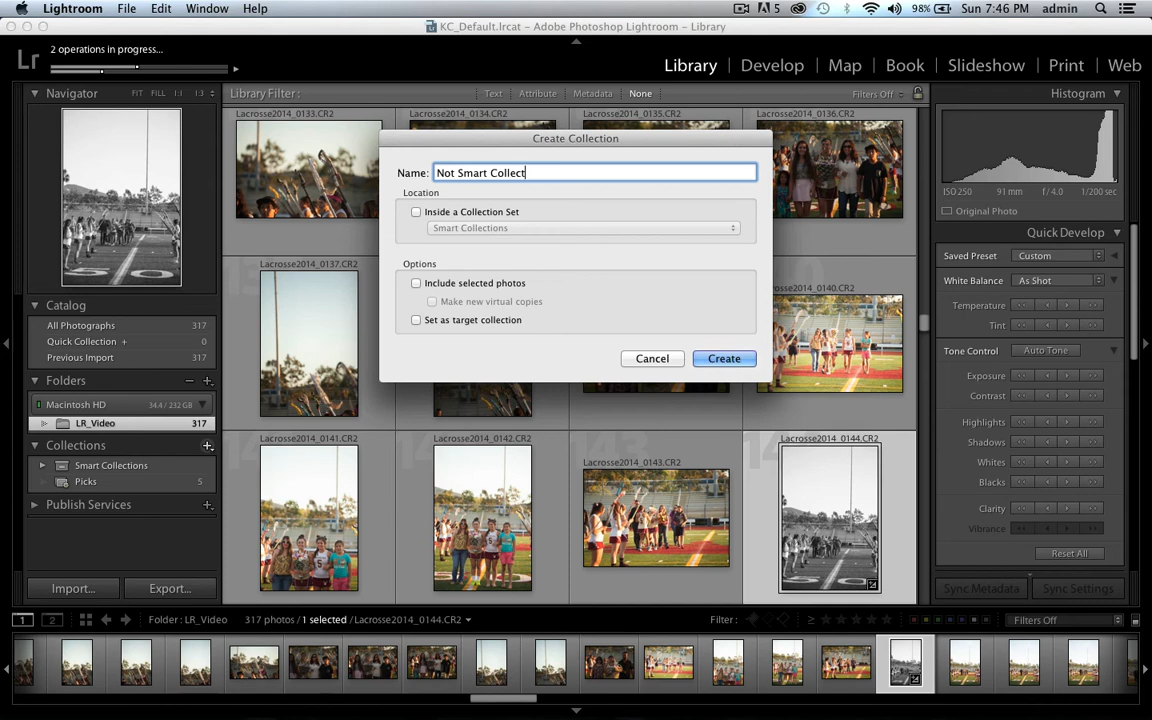 Lightroom File Edit Window Help 5 98% Sun 7:46 PM admin
KC_Default.lrcat – Adobe Photoshop Lightroom – Library
Lr 2 operations in progress...
Library | Develop | Map | Book | Slideshow | Print | Web
Navigator FIT FILL 1:1
Library Filter : Text Attribute Metadata None Filters Off
Histogram
Lacrosse2014_0133.CR2 Lacrosse2014_0134.CR2 Lacrosse2014_0135.CR2 Lacrosse2014_0136.CR2
Create Collection
Name: Not Smart Collect
Location
Inside a Collection Set
Smart Collections
Options
Include selected photos
Make new virtual copies
Set as target collection
Cancel Create
ISO 250 91 mm f / 4.0 1/200 sec
Original Photo
Quick Develop
Saved Preset Custom
White Balance As Shot
Temperature
Tint
Tone Control Auto Tone
Exposure
Contrast
Highlights
Shadows
Whites
Blacks
Clarity
Vibrance
Reset All
Sync Metadata Sync Settings
Catalog
All Photographs 317
Quick Collection + 0
Previous Import 317
Folders
Macintosh HD 34.4 / 232 GB
LR_Video 317
Collections
Smart Collections
Picks 5
Publish Services
Import... Export...
Lacrosse2014_0137.CR2
Lacrosse2014_0140.CR2
Lacrosse2014_0141.CR2 Lacrosse2014_0142.CR2 Lacrosse2014_0143.CR2 Lacrosse2014_0144.CR2
143
1 2 Folder : LR_Video 317 photos / 1 selected / Lacrosse2014_0144.CR2 Filter : Filters Off